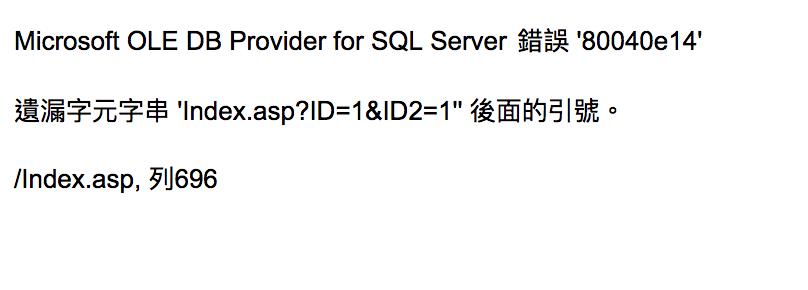 Microsoft OLE DB Provider for SQL Server 錯誤 '80040e14'
遺漏字元字串 'Index.asp?ID=1&ID2=1'' 後面的引號。
/Index.asp, 列696